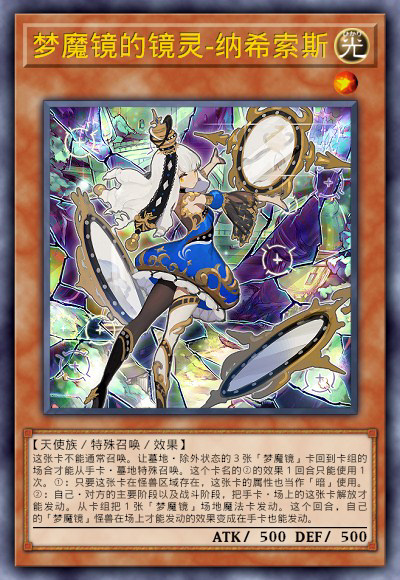 梦魔镜的镜灵-纳希索斯
光
ひかり
【天使族/特殊召唤/效果】
这张卡不能通常召唤。让墓地·除外状态的3张「梦魔镜」卡回到卡组的
场合才能从手卡·墓地特殊召唤。这个卡名的②的效果1回合只能使用1
次。①：只要这张卡在怪兽区域存在，这张卡的属性也当作「暗」使用。
②：自己·对方的主要阶段以及战斗阶段，把手卡·场上的这张卡解放才
能发动。从卡组把1张「梦魔镜」场地魔法卡发动。这个回合，自己
的「梦魔镜」怪兽在场上才能发动的效果变成在手卡也能发动。
ATK/ 500 DEF/ 500